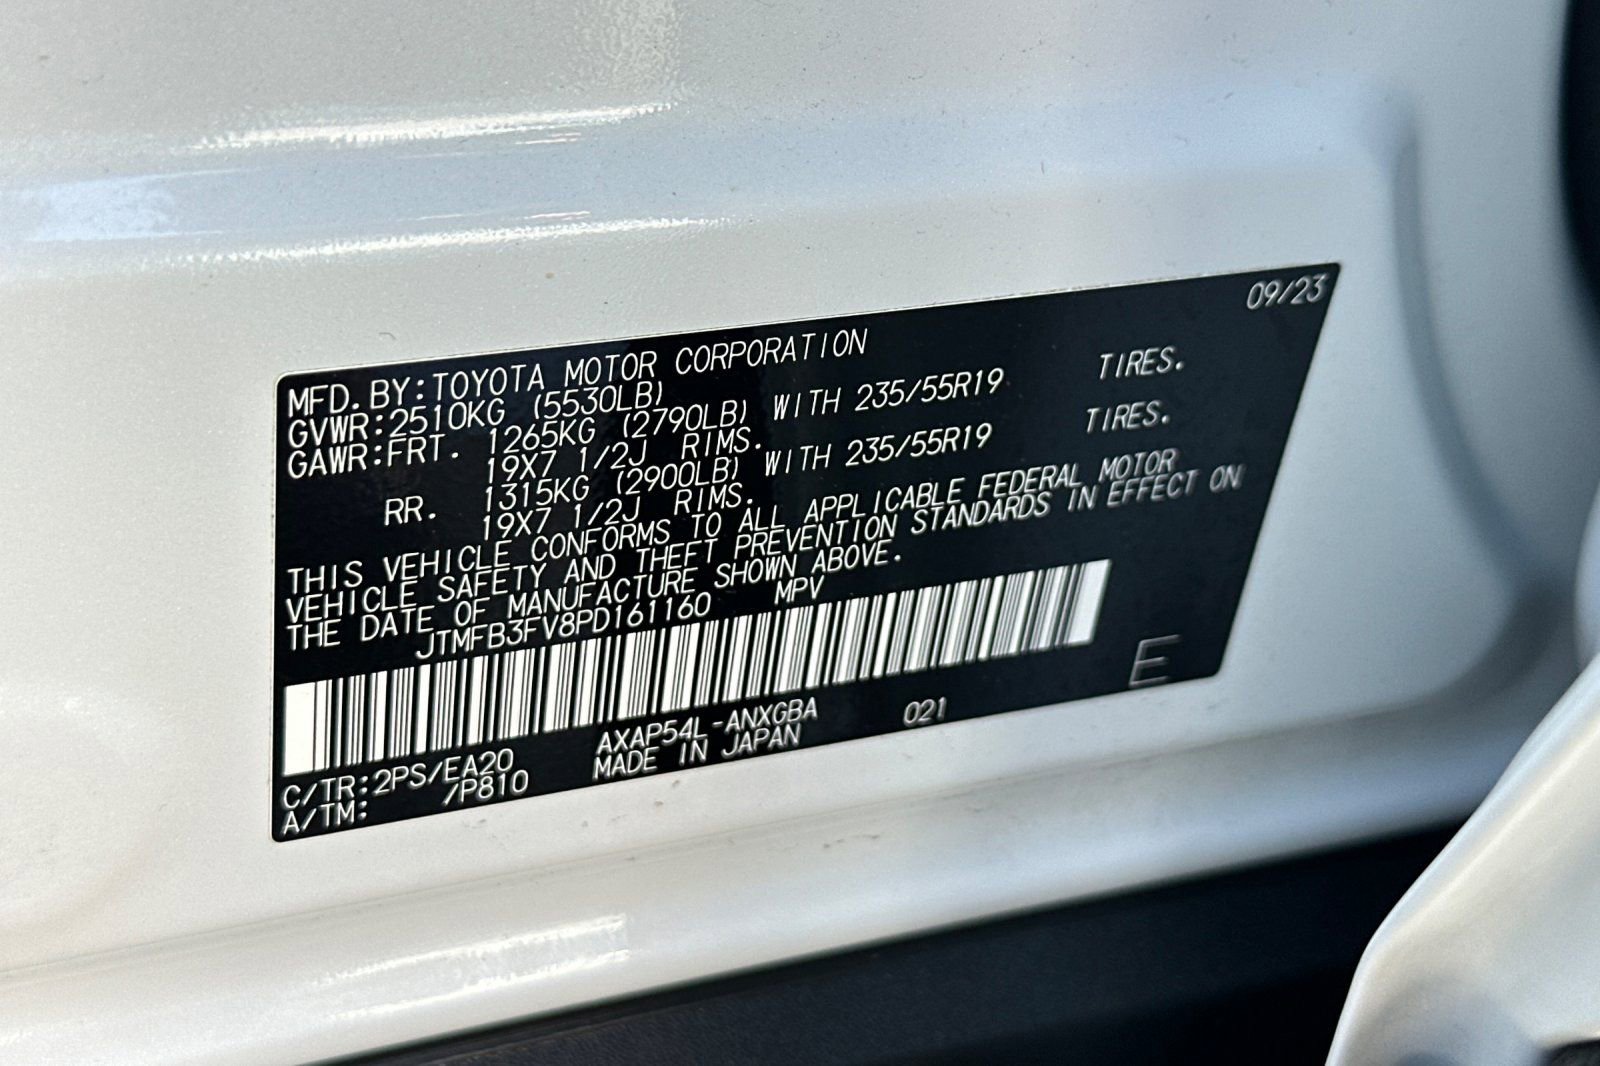 09/23
MFD.BY:TOYOTA MOTOR CORPORATION
GVWR:2510KG (5530LB)
GAWR:FRT. 1265KG (2790LB) WITH 235/55R19 TIRES.
19X7 1/2J RIMS.
RR. 1315KG (2900LB) WITH 235/55R19 TIRES.
19X7 1/2J RIMS.
THIS VEHICLE CONFORMS TO ALL APPLICABLE FEDERAL MOTOR
VEHICLE SAFETY AND THEFT PREVENTION STANDARDS IN EFFECT ON
THE DATE OF MANUFACTURE SHOWN ABOVE.
JTMFB3FV8PD161160 MPV
E
C/TR:2PS/EA20 AXAP54L-ANXGBA 021
A/TM: /P810 MADE IN JAPAN